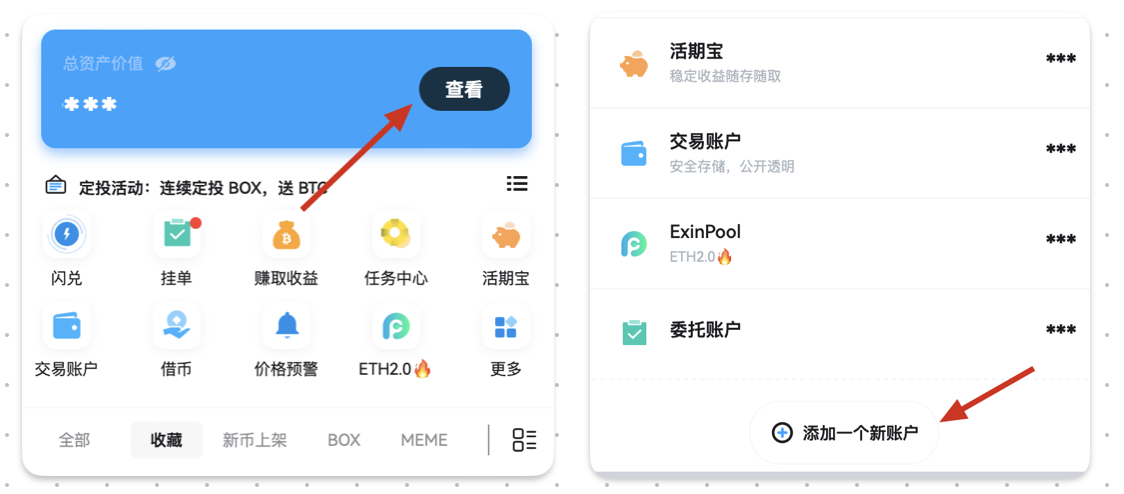 总资产价值
***
查看
定投活动：连续定投 BOX，送 BTC
闪兑
挂单
赚取收益
任务中心
活期宝
交易账户
借币
价格预警
ETH2.0🔥
更多
全部
收藏
新币上架
BOX
MEME
活期宝
***
稳定收益随存随取
交易账户
***
安全存储，公开透明
ExinPool
***
ETH2.0🔥
委托账户
***
添加一个新账户